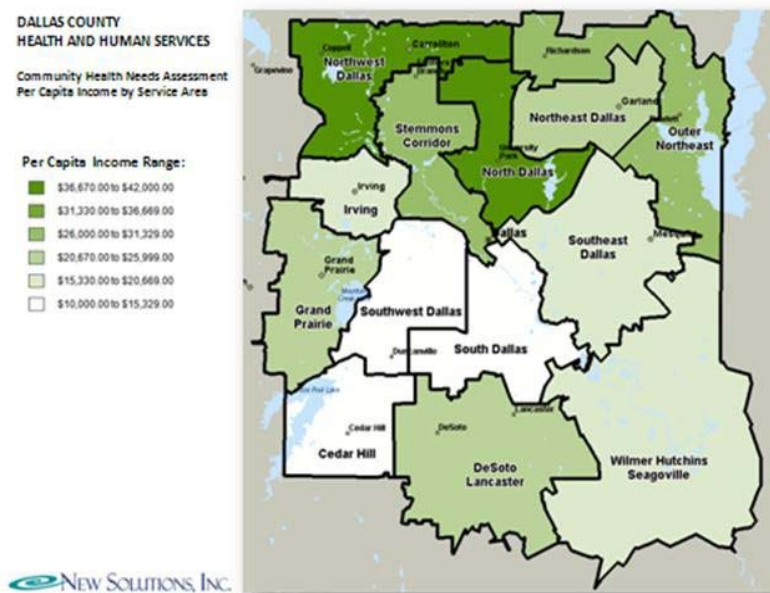 DALLAS COUNTY
HEALTH AND HUMAN SERVICES
Community Health Needs Assessment
Per Capita Income by Service Area
Per Capita Income Range:
$36,670.00 to $42,000.00
$31,330.00 to $36,669.00
$26,000.00 to $31,329.00
$20,670.00 to $25,999.00
$15,330.00 to $20,669.00
$10,000.00 to $15,329.00
Coppell
Carrollton
Richardson
Grapevine
Northwest
Dallas
Garland
Northeast Dallas
Stemmons
Corridor
Outer
Northeast
University
Park
North Dallas
Irving
Irving
Dallas
Southeast
Dallas
Grand
Prairie
Grand
Prairie
Southwest Dallas
South Dallas
Duncanville
Lancaster
Cedar Hill
DeSoto
Cedar Hill
DeSoto
Lancaster
Wilmer Hutchins
Seagoville
NEW SOLUTIONS, INC.